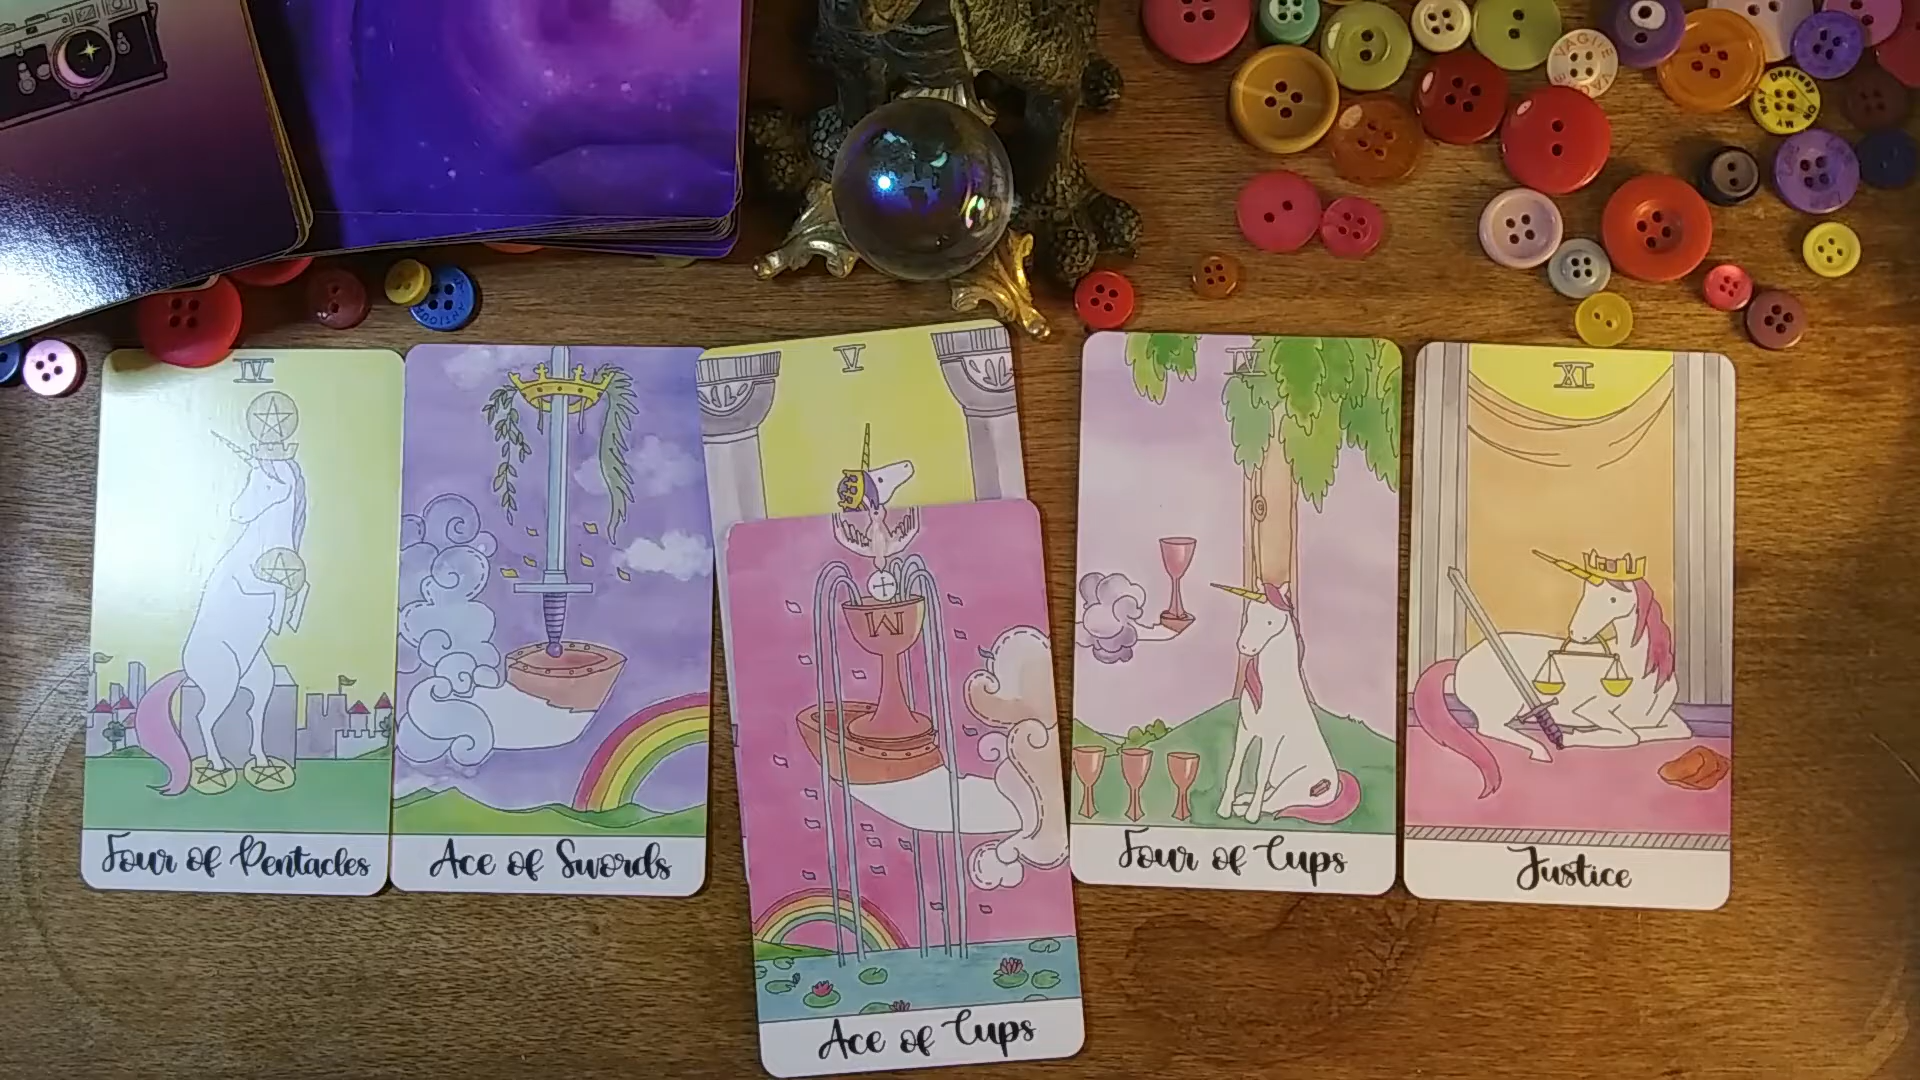 IV
Four of Pentacles
Ace of Swords
V
M
Ace of Cups
IV
Four of Cups
XI
Justice